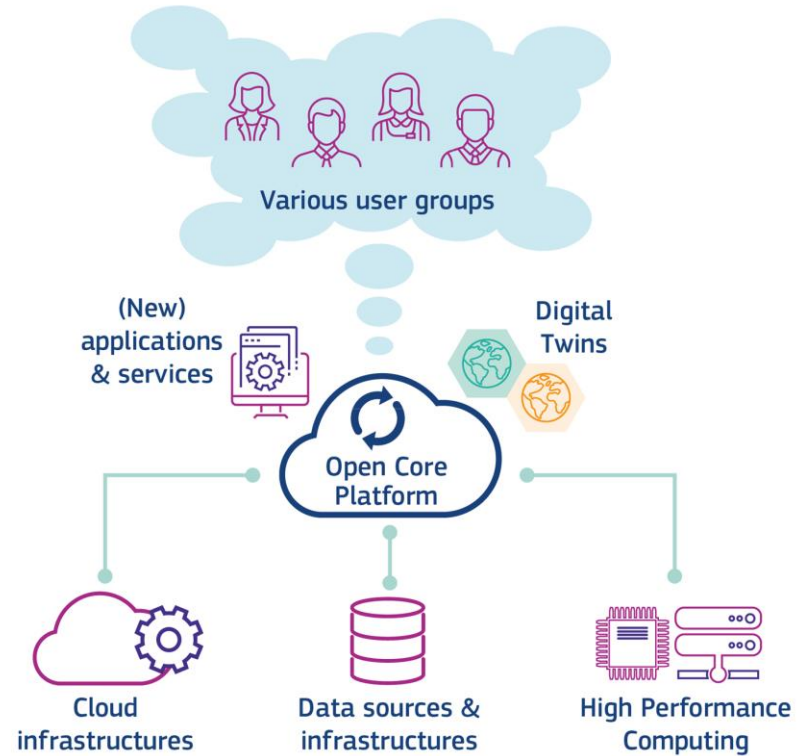 Various user groups
(New)
applications
& services
Digital
Twins
Open Core
Platform
Cloud
infrastructures
Data sources &
infrastructures
High Performance
Computing